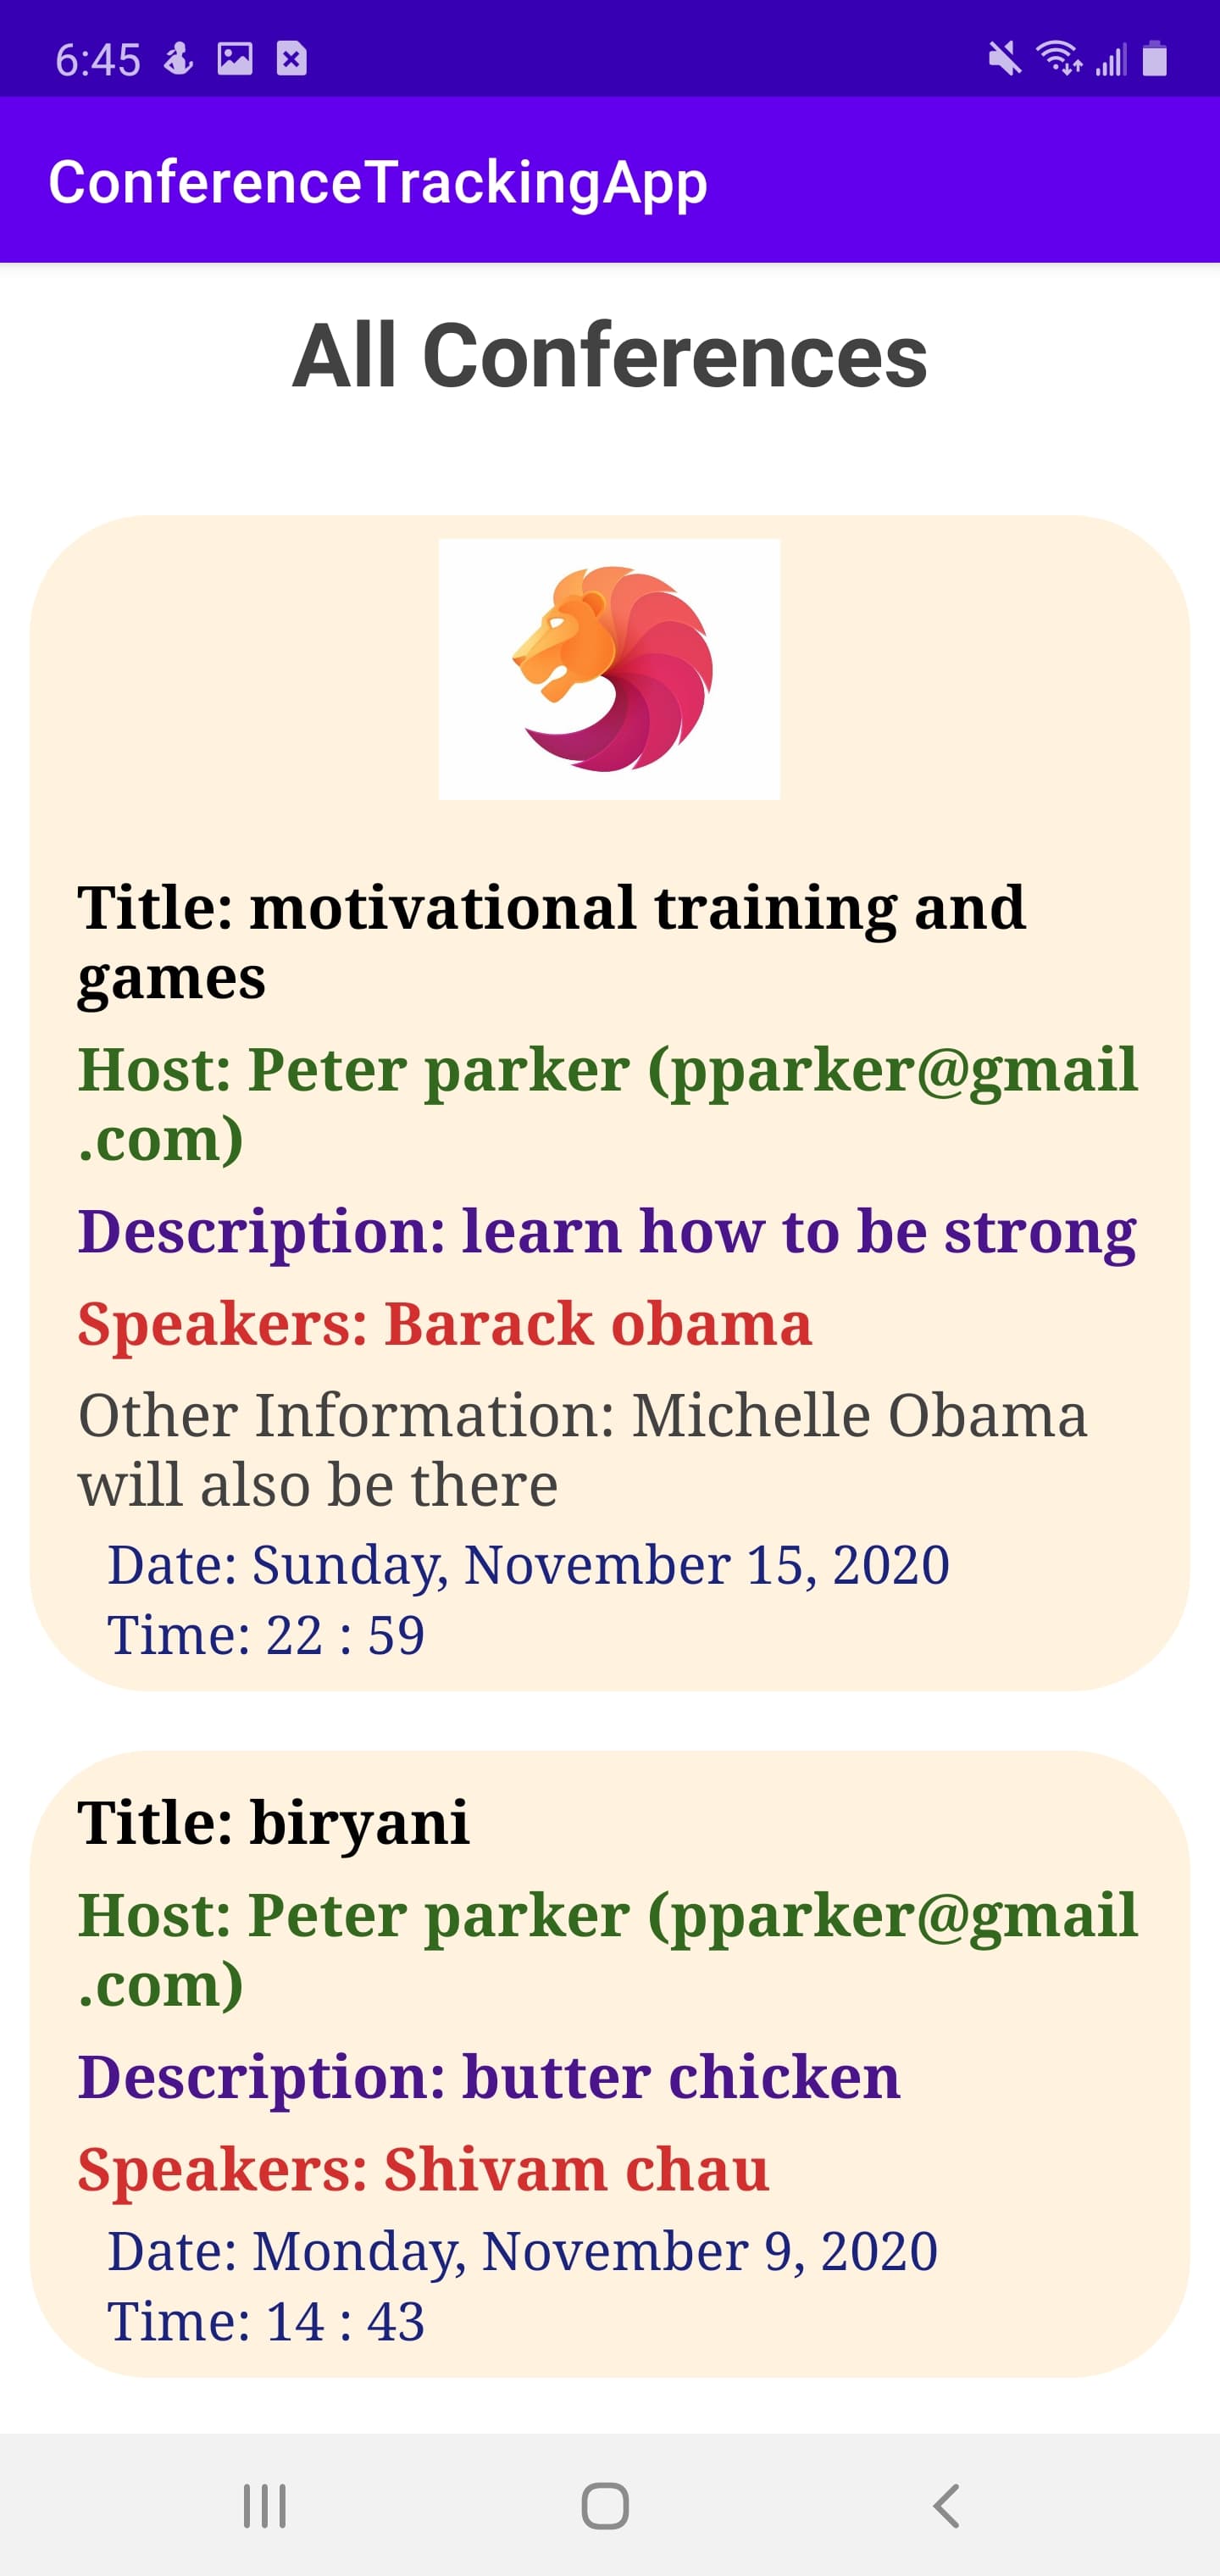 6:45
ConferenceTrackingApp
All Conferences
Title: motivational training and
games
Host: Peter parker (pparker@gmail
.com)
Description: learn how to be strong
Speakers: Barack obama
Other Information: Michelle Obama
will also be there
Date: Sunday, November 15, 2020
Time: 22 : 59
Title: biryani
Host: Peter parker (pparker@gmail
.com)
Description: butter chicken
Speakers: Shivam chau
Date: Monday, November 9, 2020
Time: 14 : 43